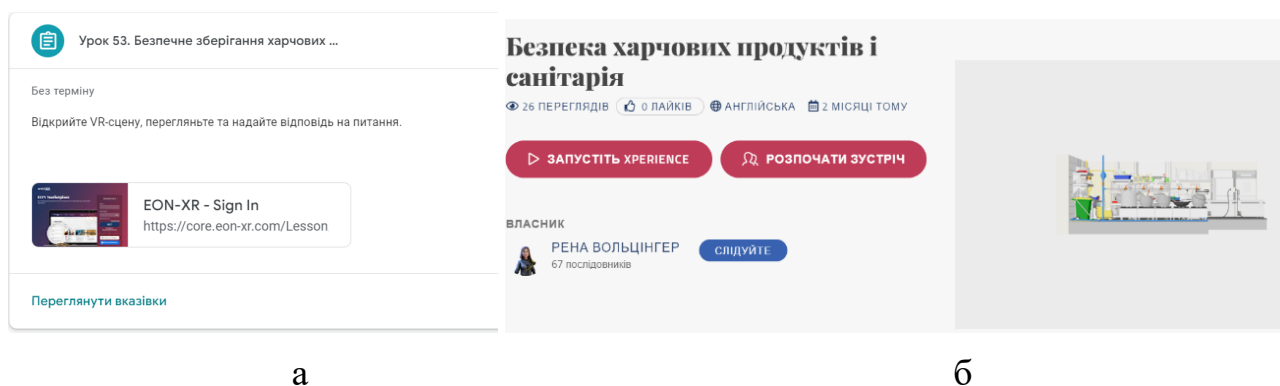 Урок 53. Безпечне зберігання харчових ...
Без терміну
Відкрийте VR-сцену, перегляньте та надайте відповідь на питання.
EON-XR - Sign In
https://core.eon-xr.com/Lesson
Переглянути вказівки
а
Безпека харчових продуктів і
санітарія
26 ПЕРЕГЛЯДІВ 0 ЛАЙКІВ АНГЛІЙСЬКА 2 МІСЯЦІ ТОМУ
ЗАПУСТІТЬ XPERIENCE РОЗПОЧАТИ ЗУСТРІЧ
ВЛАСНИК
РЕНА ВОЛЬЦІНГЕР СЛІДУЙТЕ
67 послідовників
б